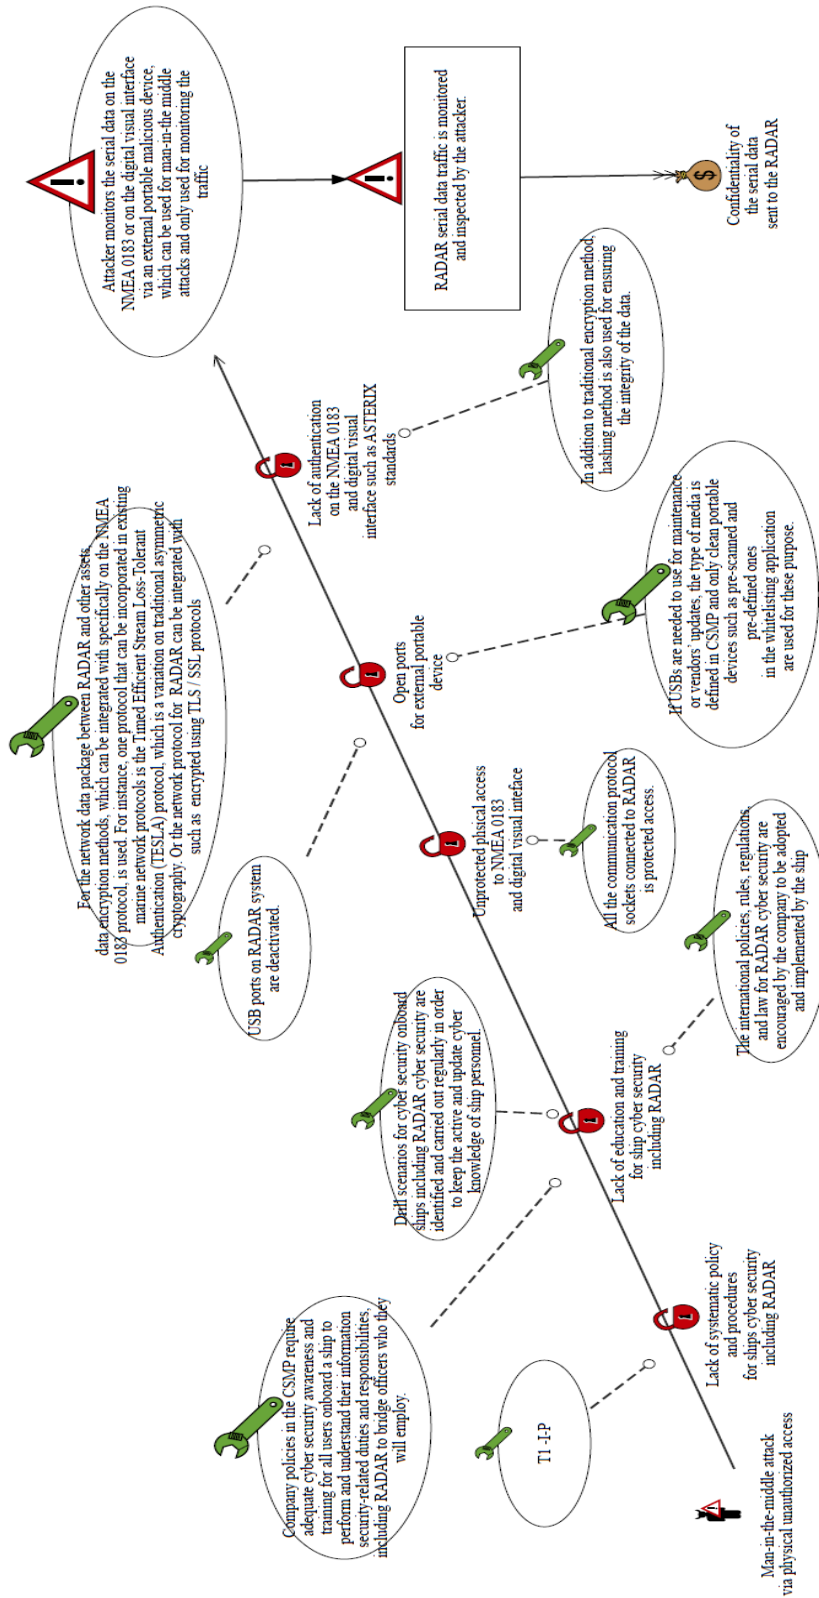 Attacker monitors the serial data on the
NMEA 0183 or on the digital visual interface
via an external portable malicious device,
which can be used for man-in-the middle
attacks and only used for monitoring the
traffic
RADAR serial data traffic is monitored
and inspected by the attacker.
Confidentiality of
the serial data
sent to the RADAR
Lack of authentication
on the NMEA 0183
and digital visual
interface such as ASTERIX
standards
In addition to traditional encryption method,
hashing method is also used for ensuring
the integrity of the data.
For the network data package between RADAR and other assets,
data encryption methods, which can be integrated with specifically on the NMEA
0183 protocol, is used. For instance, one protocol that can be incorporated in existing
marine network protocols is the Timed Efficient Stream Loss-Tolerant
Authentication (TESLA) protocol, which is a variation on traditional asymmetric
cryptography. Or the network protocol for RADAR can be integrated with
such as encrypted using TLS / SSL protocols
Open ports
for external portable
device
If USBs are needed to use for maintenance
or vendors' updates, the type of media is
defined in CSMP and only clean portable
devices such as pre-scanned and
pre-defined ones
in the whitelisting application
are used for these purpose.
USB ports on RADAR system
are deactivated.
Unprotected phsical access
to NMEA 0183
and digital visual inteface
All the communication protocol
sockets connected to RADAR
is protected access.
Drill scenarios for cyber security onboard
ships including RADAR cyber security are
identified and carried out regularly in order
to keep the active and update cyber
knowledge of ship personnel.
Lack of education and training
for ship cyber security
including RADAR
The international policies, rules, regulations,
and law for RADAR cyber security are
encouraged by the company to be adopted
and implemented by the ship
Company policies in the CSMP require
adequate cyber security awareness and
training for all users onboard a ship to
perform and understand their information
security-related duties and responsibilities,
including RADAR to bridge officers who they
will employ.
T1 -I-P
Lack of systematic policy
and procedures
for ships cyber security
including RADAR
Man-in-the-middle attack
via physical unauthorized access